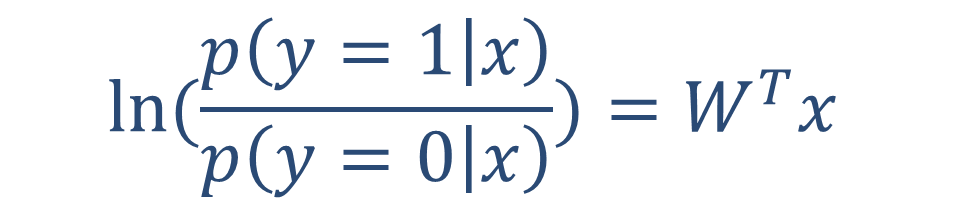 ln(p(y = 1|x)/p(y = 0|x)) = W^T x